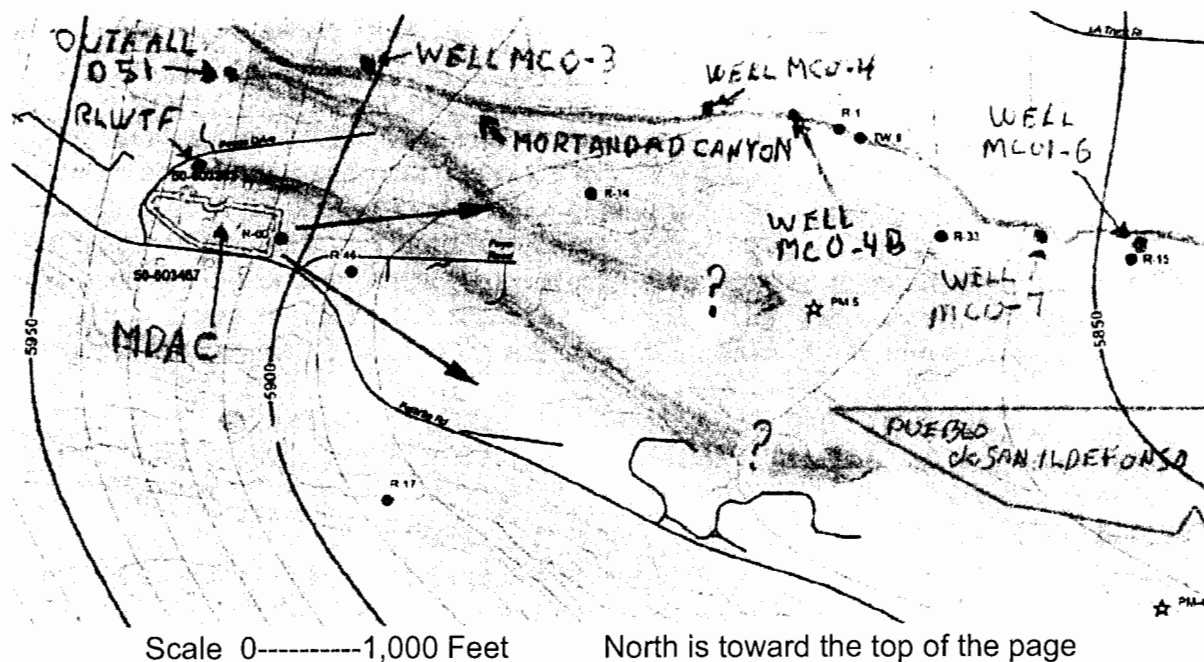 OUTFALL
051
WELL MCO-3
WELL MCO-4
R 1
WELL
MCOI-6
RLWTF
MORTANDAD CANYON
R-14
WELL
MCO-4B
R-33
WELL
MCO-7
R-15
R-60
R 46
50-603467
MDAC
?
PM 5
5950
5900
5850
Pajarito Rd
PUEBLO
de SAN ILDEFONSO
?
R 17
Scale 0----------1,000 Feet North is toward the top of the page